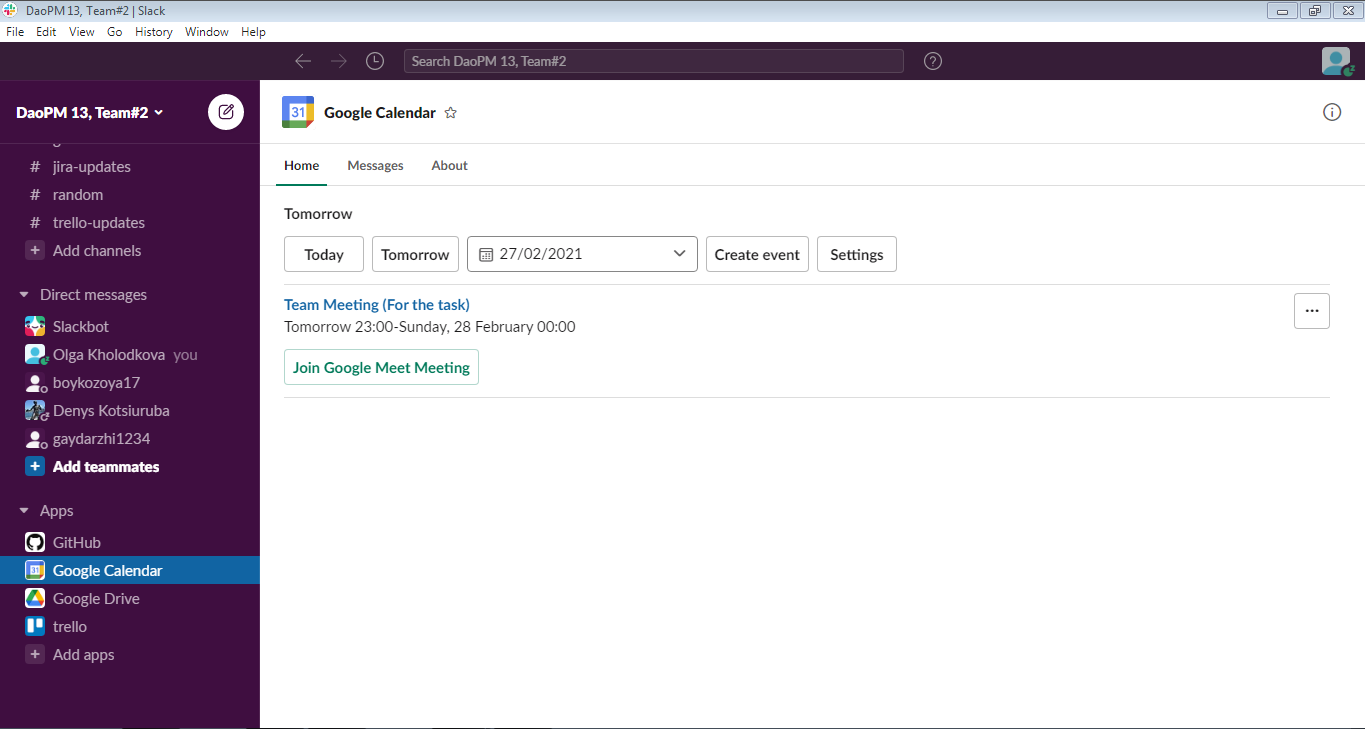 DaoPM 13, Team#2 | Slack
File Edit View Go History Window Help
Search DaoPM 13, Team#2
?
DaoPM 13, Team#2
# jira-updates
# random
# trello-updates
+ Add channels
Direct messages
Slackbot
Olga Kholodkova you
boykozoya17
Denys Kotsiuruba
gaydarzhi1234
+ Add teammates
Apps
GitHub
31 Google Calendar
Google Drive
trello
+ Add apps
31 Google Calendar
Home Messages About
Tomorrow
Today Tomorrow 27/02/2021 Create event Settings
Team Meeting (For the task)
Tomorrow 23:00-Sunday, 28 February 00:00
...
Join Google Meet Meeting